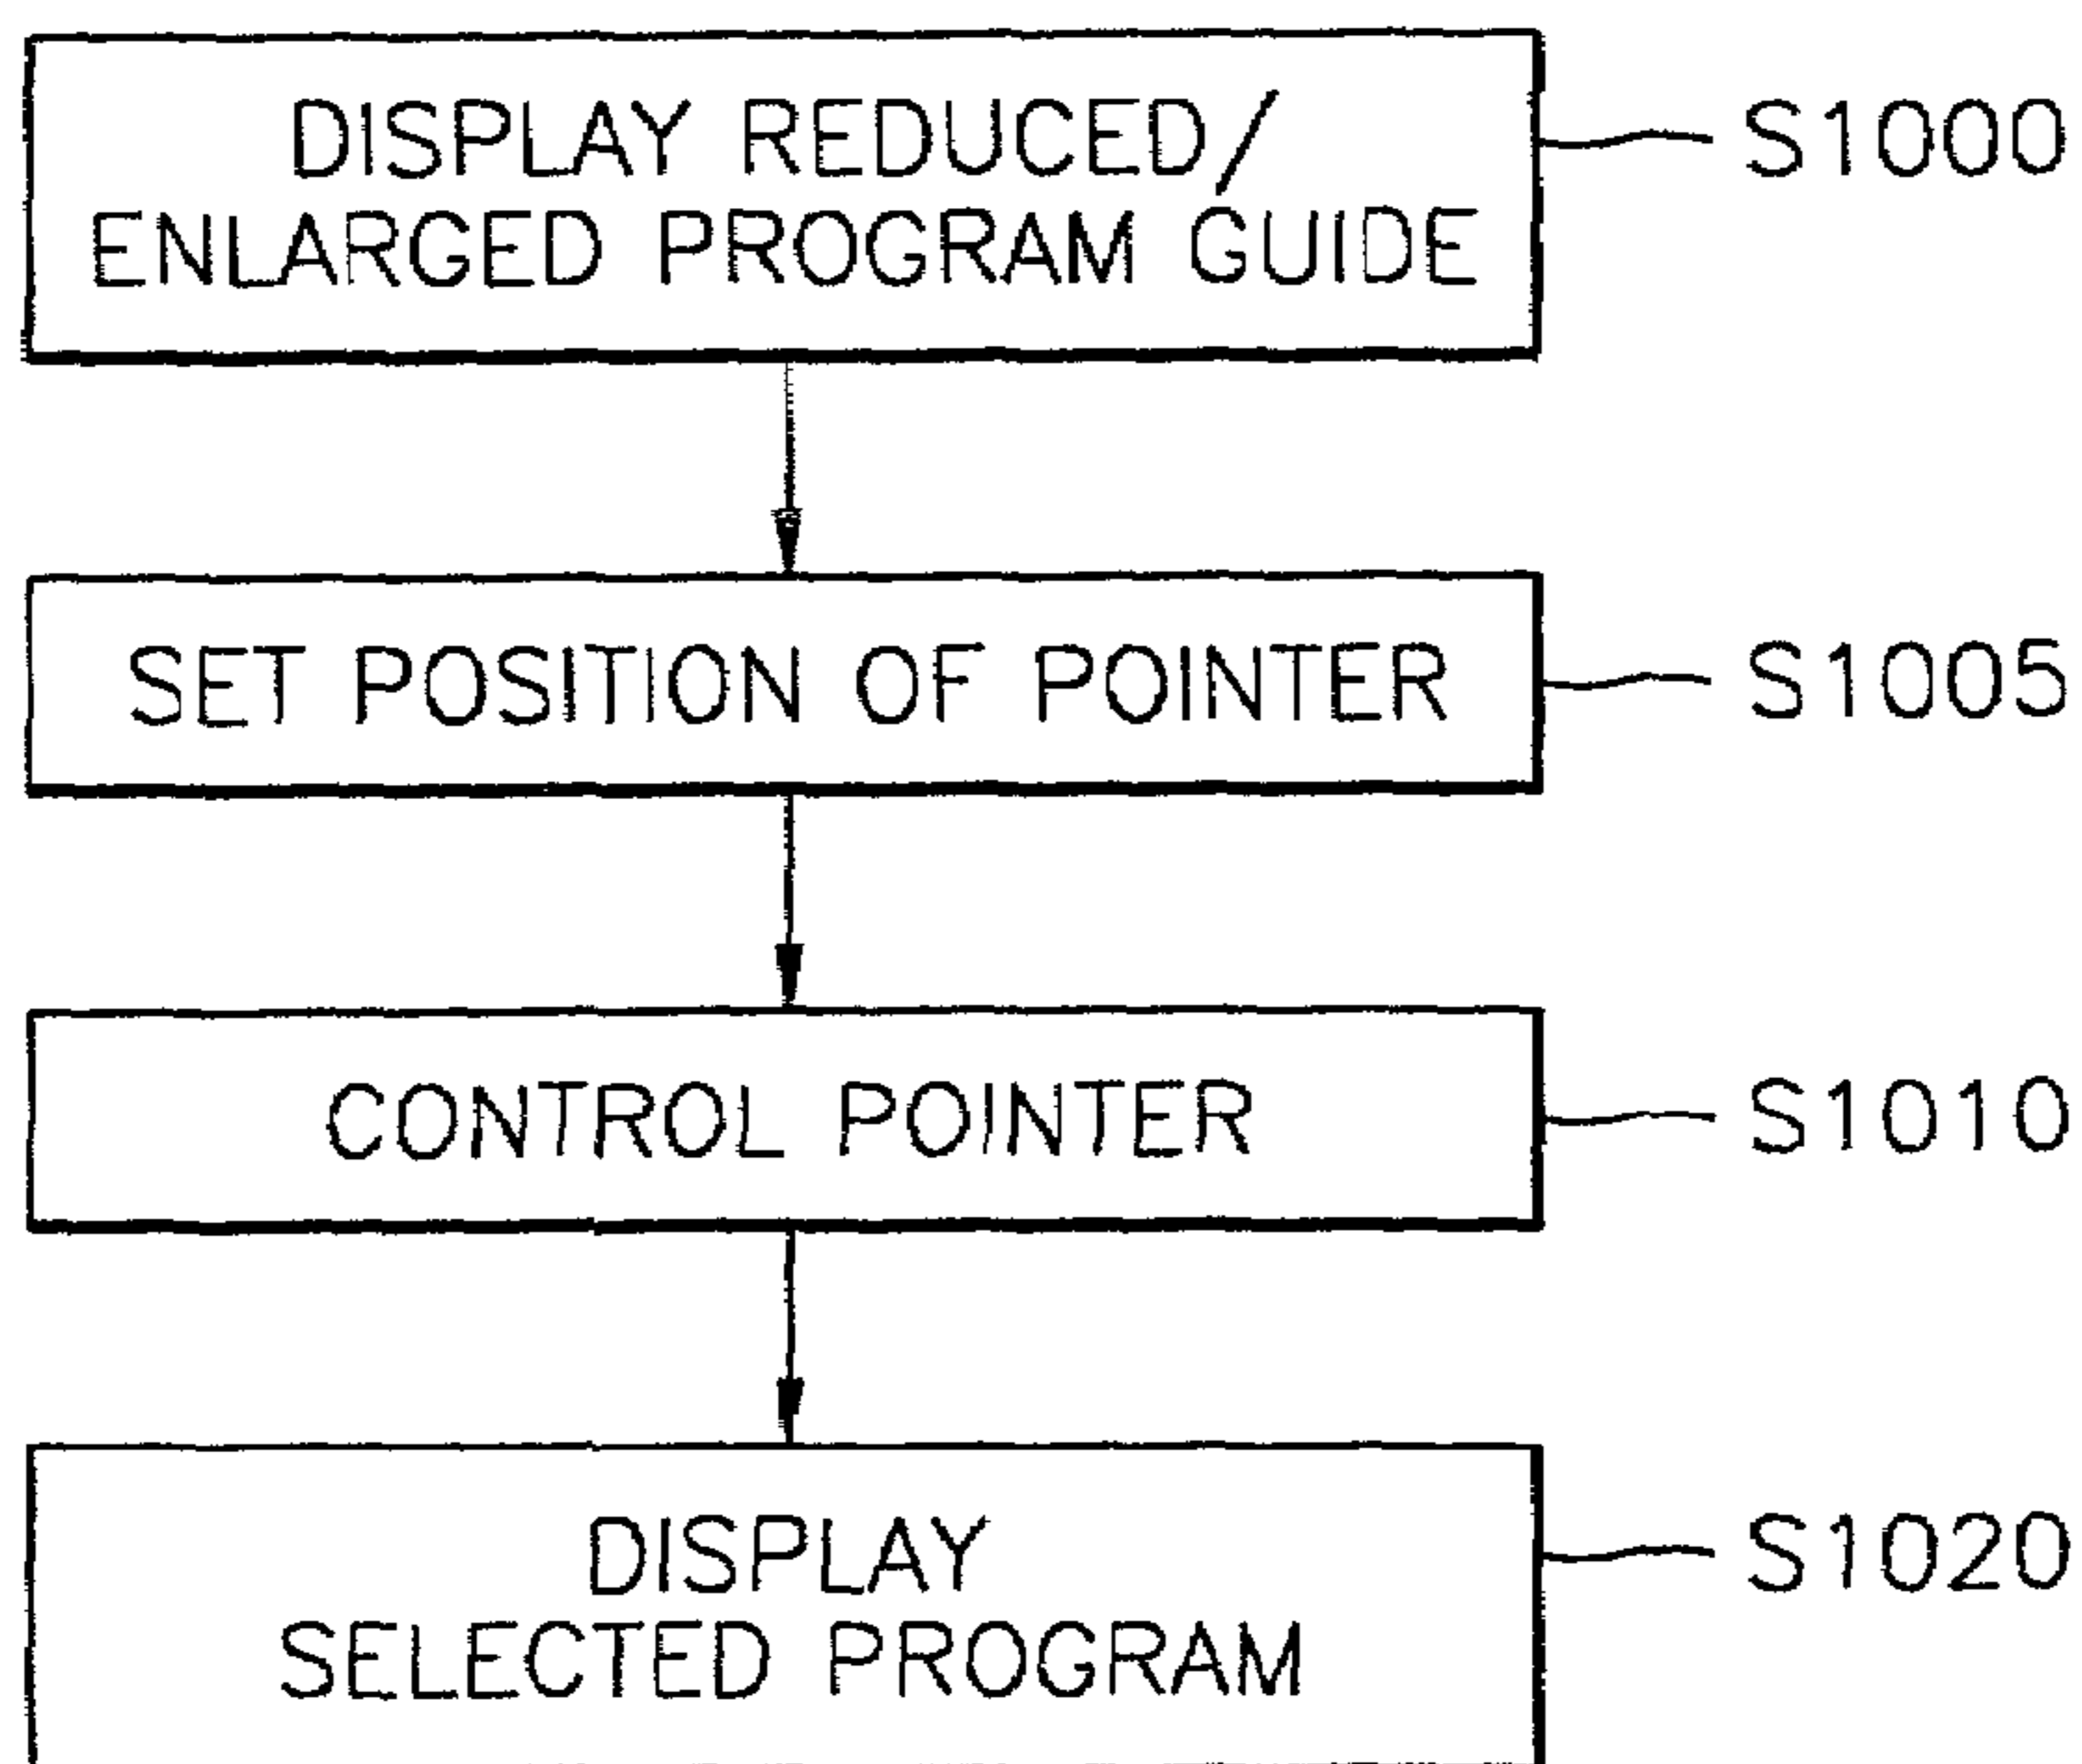 DISPLAY REDUCED/ S1000
ENLARGED PROGRAM GUIDE
SET POSITION OF POINTER S1005
CONTROL POINTER S1010
DISPLAY S1020
SELECTED PROGRAM